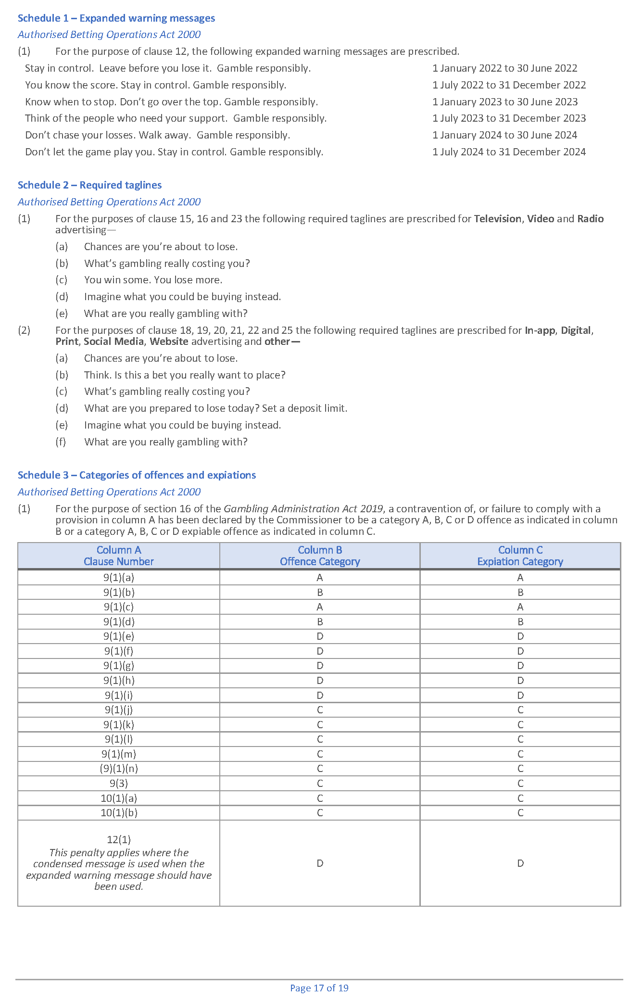 Schedule 1 – Expanded warning messages
Authorised Betting Operations Act 2000
(1) For the purpose of clause 12, the following expanded warning messages are prescribed.
Stay in control.  Leave before you lose it.  Gamble responsibly. 1 January 2022 to 30 June 2022
You know the score. Stay in control. Gamble responsibly. 1 July 2022 to 31 December 2022
Know when to stop. Don’t go over the top. Gamble responsibly. 1 January 2023 to 30 June 2023
Think of the people who need your support.  Gamble responsibly. 1 July 2023 to 31 December 2023
Don’t chase your losses. Walk away.  Gamble responsibly. 1 January 2024 to 30 June 2024
Don’t let the game play you. Stay in control. Gamble responsibly. 1 July 2024 to 31 December 2024
Schedule 2 – Required taglines
Authorised Betting Operations Act 2000
(1) For the purposes of clause 15, 16 and 23 the following required taglines are prescribed for Television, Video and Radio
advertising—
(a) Chances are you’re about to lose.
(b) What’s gambling really costing you?
(c) You win some. You lose more.
(d) Imagine what you could be buying instead.
(e) What are you really gambling with?
(2) For the purposes of clause 18, 19, 20, 21, 22 and 25 the following required taglines are prescribed for In-app, Digital,
Print, Social Media, Website advertising and other—
(a) Chances are you’re about to lose.
(b) Think. Is this a bet you really want to place?
(c) What’s gambling really costing you?
(d) What are you prepared to lose today? Set a deposit limit.
(e) Imagine what you could be buying instead.
(f) What are you really gambling with?
Schedule 3 – Categories of offences and expiations
Authorised Betting Operations Act 2000
(1) For the purpose of section 16 of the Gambling Administration Act 2019, a contravention of, or failure to comply with a
provision in column A has been declared by the Commissioner to be a category A, B, C or D offence as indicated in column
B or a category A, B, C or D expiable offence as indicated in column C.
Column A Column B Column C
Clause Number Offence Category Expiation Category
9(1)(a) A A
9(1)(b) B B
9(1)(c) A A
9(1)(d) B B
9(1)(e) D D
9(1)(f) D D
9(1)(g) D D
9(1)(h) D D
9(1)(i) D D
9(1)(j) C C
9(1)(k) C C
9(1)(l) C C
9(1)(m) C C
(9)(1)(n) C C
9(3) C C
10(1)(a) C C
10(1)(b) C C
12(1)
This penalty applies where the
condensed message is used when the D D
expanded warning message should have
been used.
Page 17 of 19